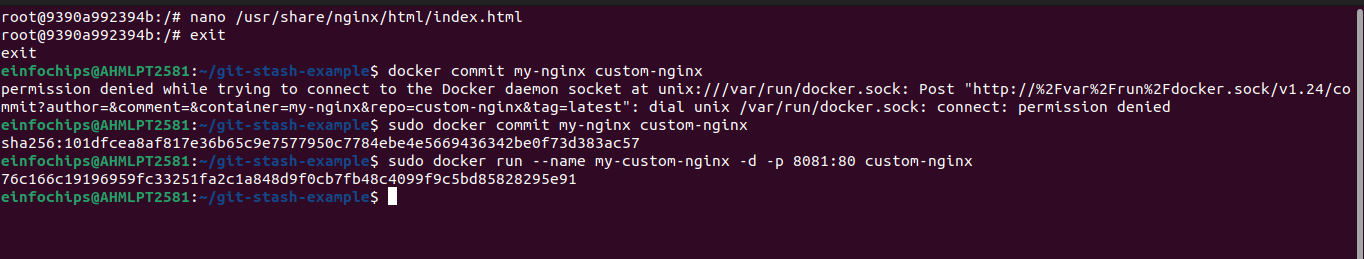 root@9390a992394b:/# nano /usr/share/nginx/html/index.html
root@9390a992394b:/# exit
exit
einfochips@AHMLPT2581:~/git-stash-example$ docker commit my-nginx custom-nginx
permission denied while trying to connect to the Docker daemon socket at unix:///var/run/docker.sock: Post "http://%2Fvar%2Frun%2Fdocker.sock/v1.24/co
mmit?author=&comment=&container=my-nginx&repo=custom-nginx&tag=latest": dial unix /var/run/docker.sock: connect: permission denied
einfochips@AHMLPT2581:~/git-stash-example$ sudo docker commit my-nginx custom-nginx
sha256:101dfcea8af817e36b65c9e7577950c7784ebe4e5669436342be0f73d383ac57
einfochips@AHMLPT2581:~/git-stash-example$ sudo docker run --name my-custom-nginx -d -p 8081:80 custom-nginx
76c166c19196959fc33251fa2c1a848d9f0cb7fb48c4099f9c5bd85828295e91
einfochips@AHMLPT2581:~/git-stash-example$